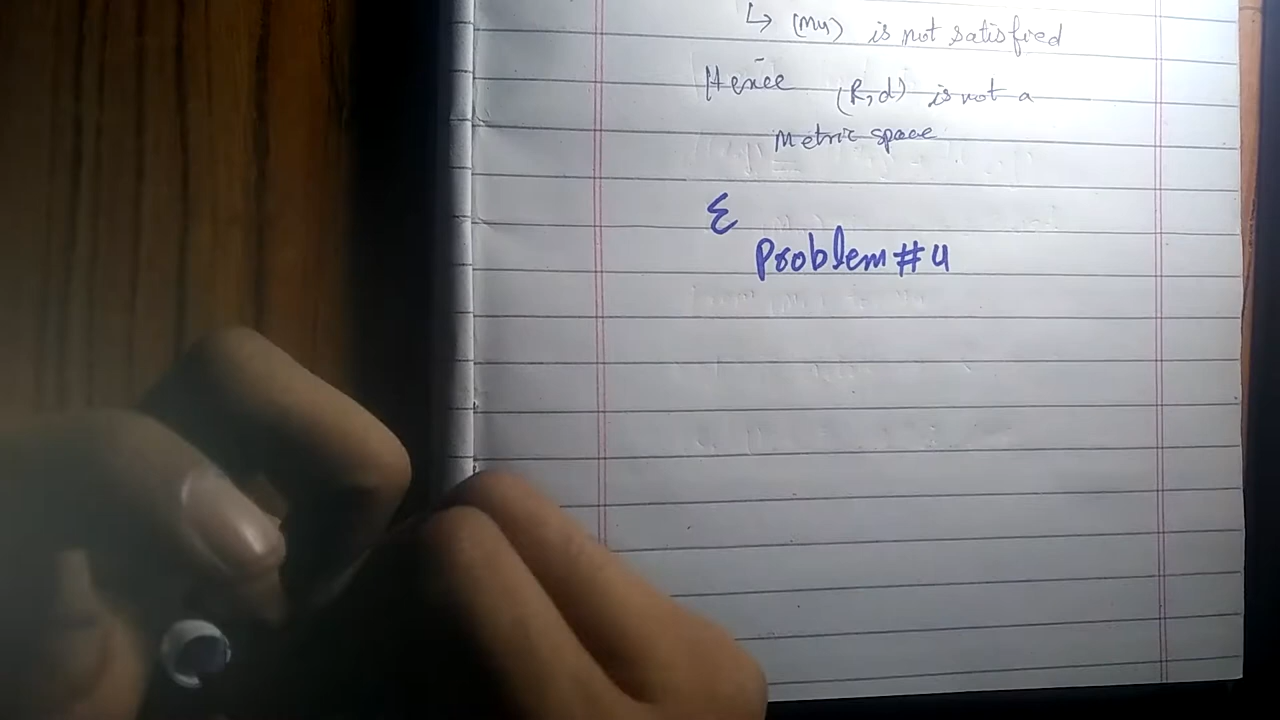 ↳ (M4) is not satisfied
Hence (R,d) is not a
Metric space
Σ
Problem #4